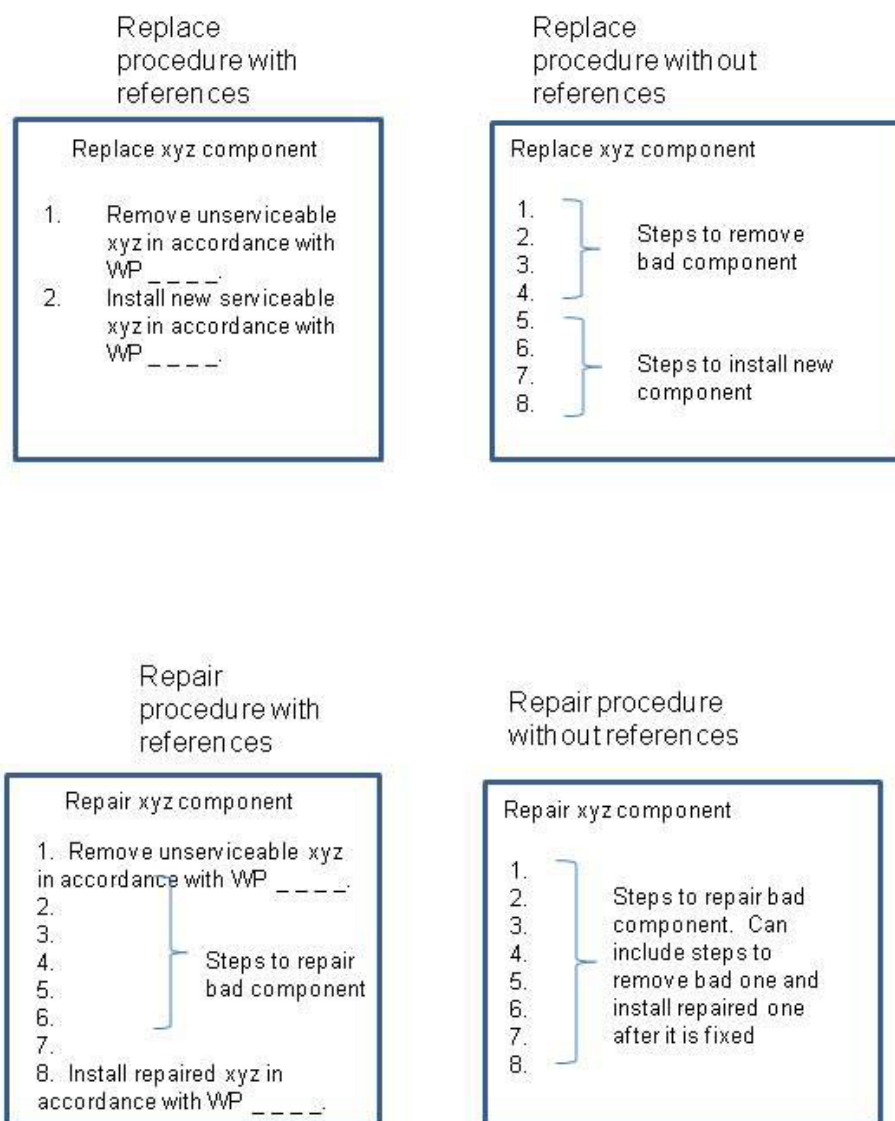 Replace
procedure with
references
Replace xyz component
1. Remove unserviceable
xyz in accordance with
WP _ _ _ _.
2. Install new serviceable
xyz in accordance with
WP _ _ _ _.
Replace
procedure without
references
Replace xyz component
1.
2.
3.
4.
5.
6.
7.
8.
Steps to remove
bad component
Steps to install new
component
Repair
procedure with
references
Repair xyz component
1. Remove unserviceable xyz
in accordance with WP _ _ _ _.
2.
3.
4.
5.
6.
7.
Steps to repair
bad component
8. Install repaired xyz in
accordance with WP _ _ _ _.
Repair procedure
without references
Repair xyz component
1.
2.
3.
4.
5.
6.
7.
8.
Steps to repair bad
component. Can
include steps to
remove bad one and
install repaired one
after it is fixed